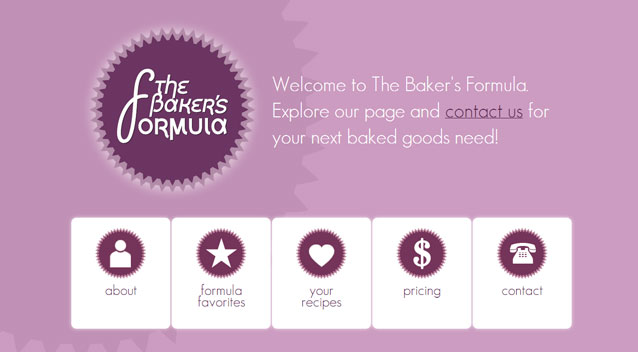 The
Baker's
Formula
Welcome to The Baker's Formula.
Explore our page and contact us for
your next baked goods need!
about
formula
favorites
your
recipes
pricing
contact